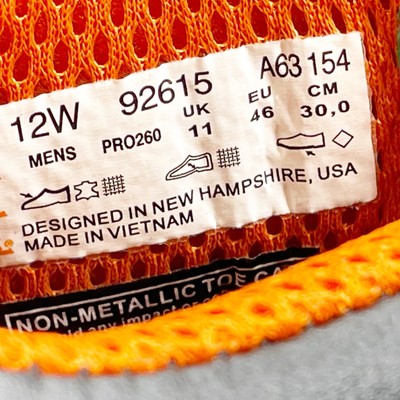 12W 92615 A63 154
MENS PRO260 UK 11 EU 46 CM 30,0
DESIGNED IN NEW HAMPSHIRE, USA
MADE IN VIETNAM
NON-METALLIC TOE CA